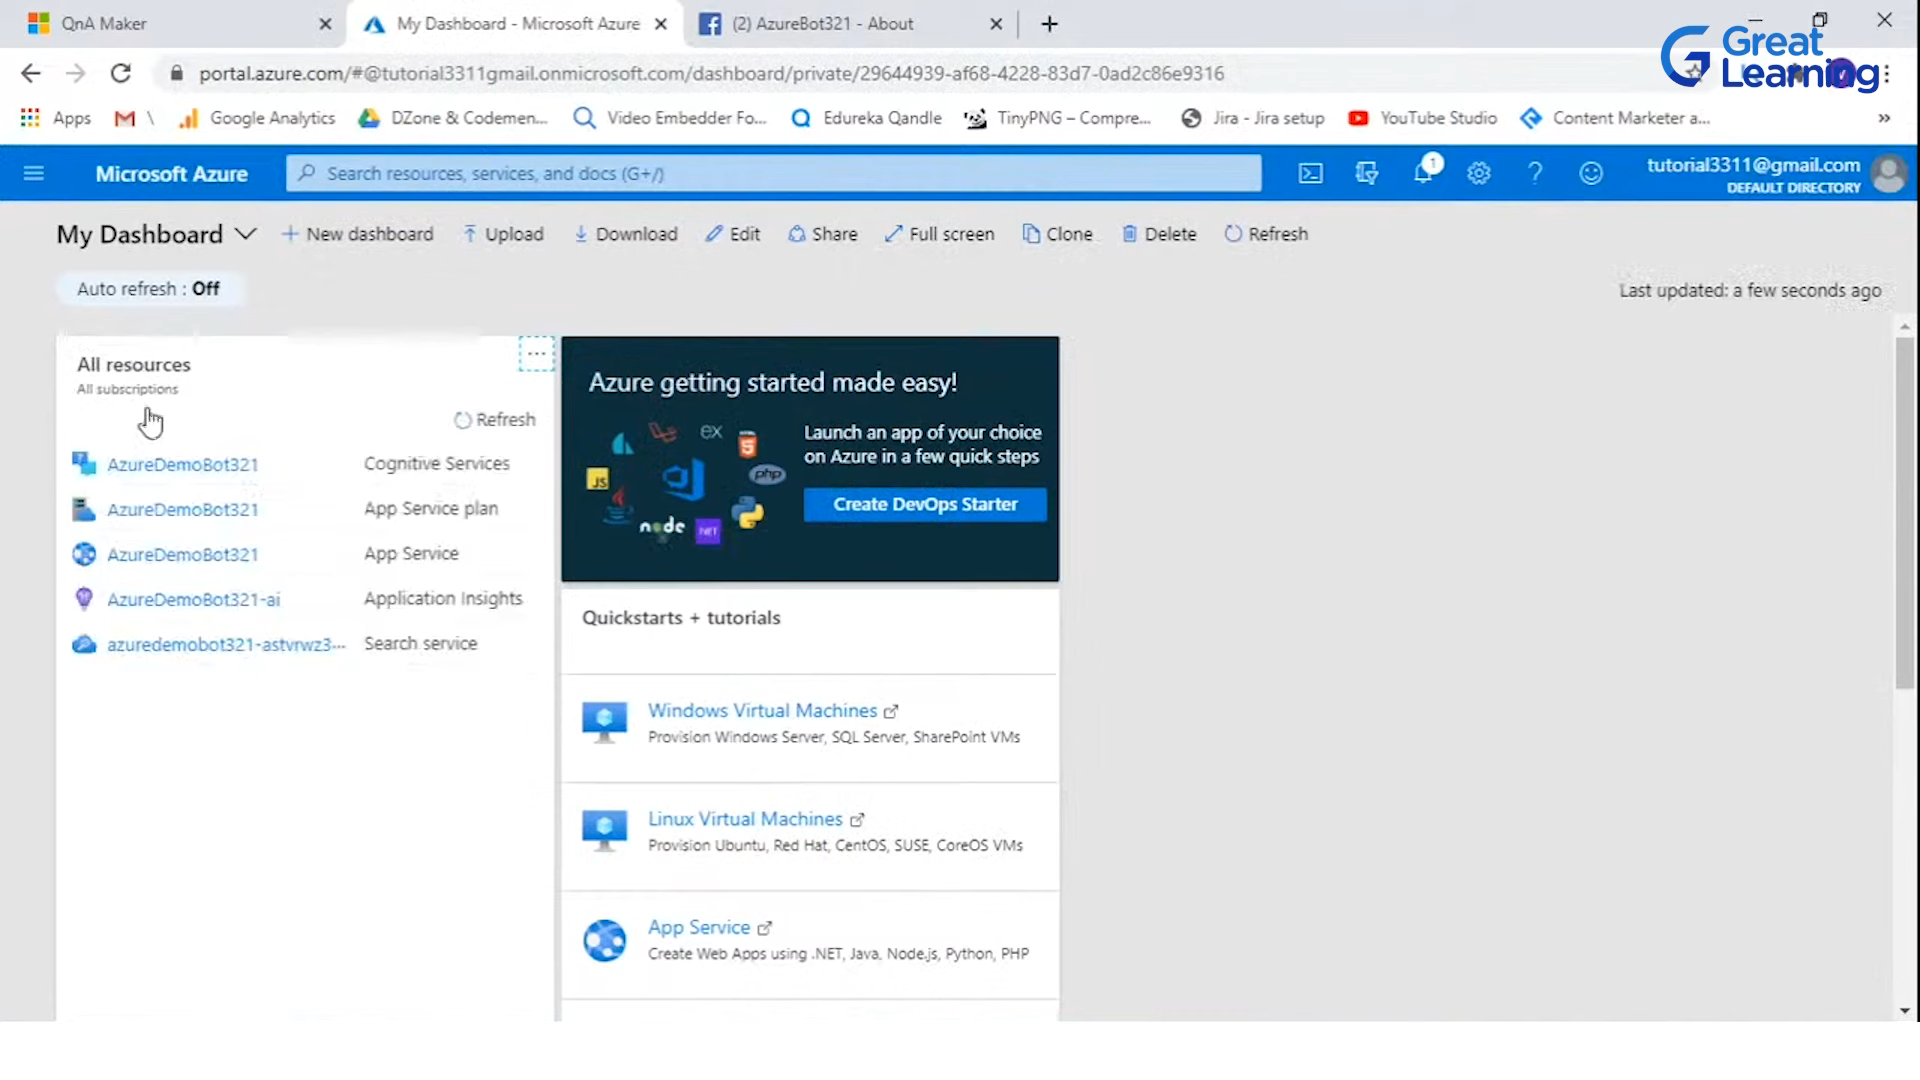 QnA Maker
My Dashboard - Microsoft Azure
(2) AzureBot321 - About
Great Learning
portal.azure.com/#@tutorial3311gmail.onmicrosoft.com/dashboard/private/29644939-af68-4228-83d7-0ad2c86e9316
Apps \ Google Analytics DZone & Codemen... Video Embedder Fo... Edureka Qandle TinyPNG – Compre... Jira - Jira setup YouTube Studio Content Marketer a... »
Microsoft Azure Search resources, services, and docs (G+/) 1 tutorial3311@gmail.com
DEFAULT DIRECTORY
My Dashboard + New dashboard Upload Download Edit Share Full screen Clone Delete Refresh
Auto refresh : Off
Last updated: a few seconds ago
All resources
All subscriptions
Refresh
AzureDemoBot321 Cognitive Services
AzureDemoBot321 App Service plan
AzureDemoBot321 App Service
AzureDemoBot321-ai Application Insights
azuredemobot321-astvrwz3... Search service
Azure getting started made easy!
Launch an app of your choice
on Azure in a few quick steps
Create DevOps Starter
EX
JS
php
node
NET
Quickstarts + tutorials
Windows Virtual Machines
Provision Windows Server, SQL Server, SharePoint VMs
Linux Virtual Machines
Provision Ubuntu, Red Hat, CentOS, SUSE, CoreOS VMs
App Service
Create Web Apps using .NET, Java, Node.js, Python, PHP